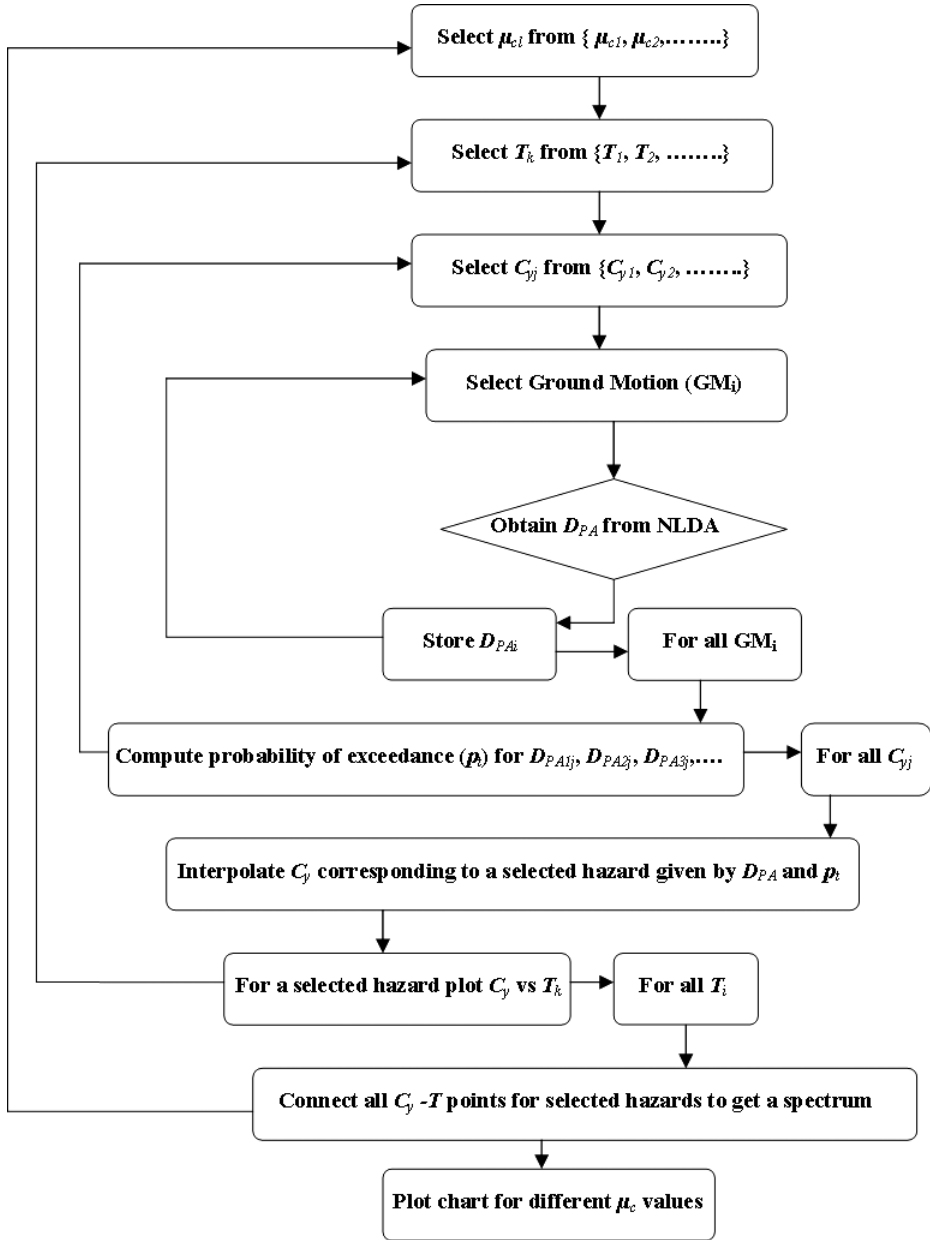 Select μcl from { μc1, μc2,……..}
Select Tk from {T1, T2, ……..}
Select Cyj from {Cy1, Cy2, ……..}
Select Ground Motion (GMi)
Obtain DPA from NLDA
Store DPAi
For all GMi
Compute probability of exceedance (pt) for DPA1j, DPA2j, DPA3j,….
For all Cyj
Interpolate Cy corresponding to a selected hazard given by DPA and pt
For a selected hazard plot Cy vs Tk
For all Ti
Connect all Cy -T points for selected hazards to get a spectrum
Plot chart for different μc values